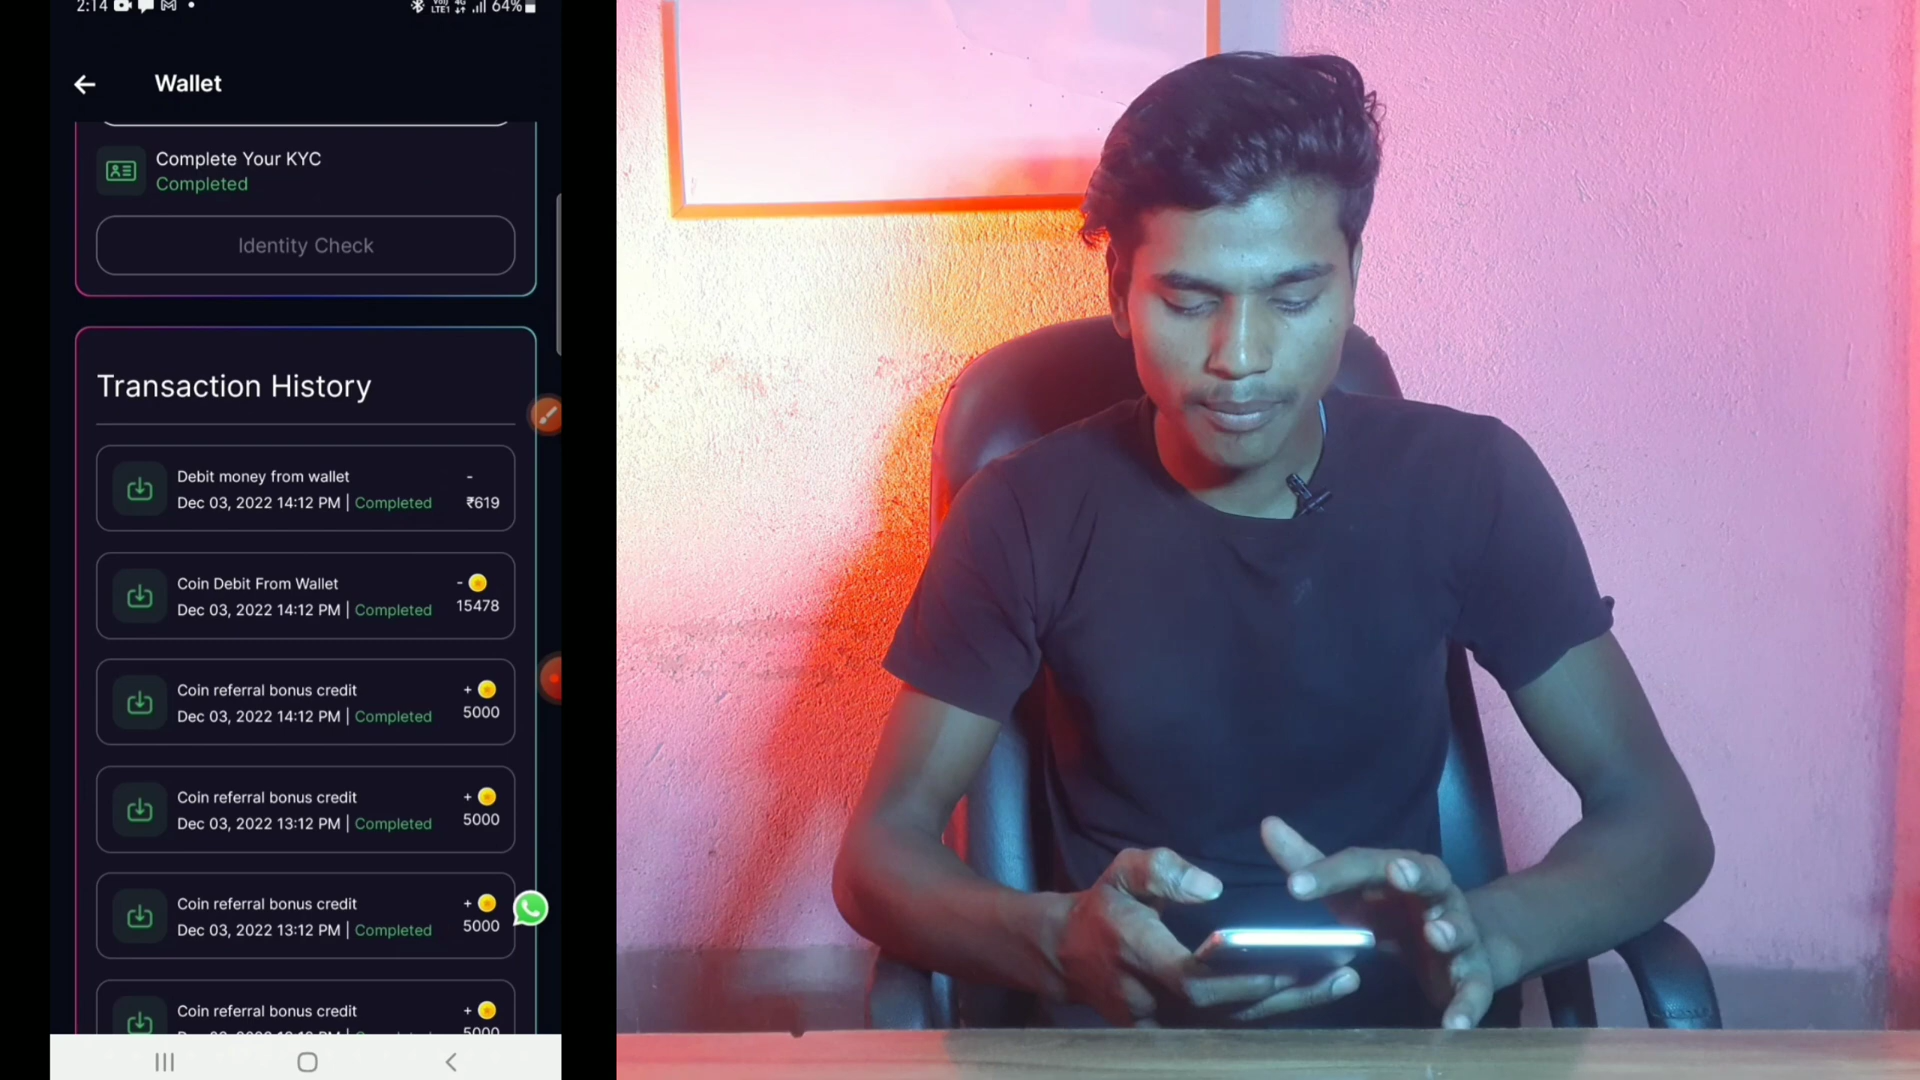 2:14
LTE1 64%
Wallet
Complete Your KYC
Completed
Identity Check
Transaction History
Debit money from wallet -
Dec 03, 2022 14:12 PM | Completed ₹619
Coin Debit From Wallet -
Dec 03, 2022 14:12 PM | Completed 15478
Coin referral bonus credit +
Dec 03, 2022 14:12 PM | Completed 5000
Coin referral bonus credit +
Dec 03, 2022 13:12 PM | Completed 5000
Coin referral bonus credit +
Dec 03, 2022 13:12 PM | Completed 5000
Coin referral bonus credit +
5000